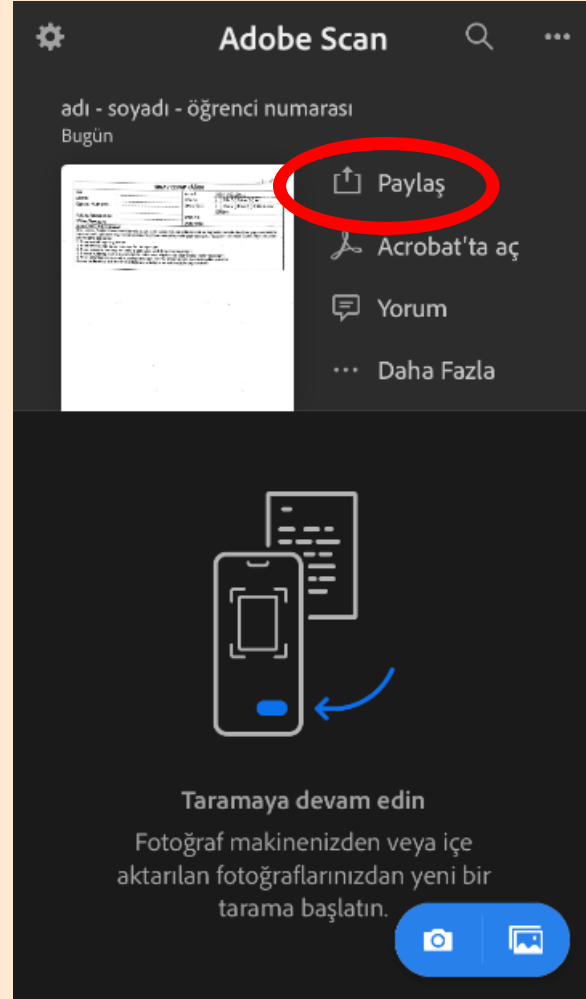 Adobe Scan
adı - soyadı - öğrenci numarası
Bugün
Paylaş
Acrobat'ta aç
Yorum
Daha Fazla
Taramaya devam edin
Fotoğraf makinenizden veya içe
aktarılan fotoğraflarınızdan yeni bir
tarama başlatın.